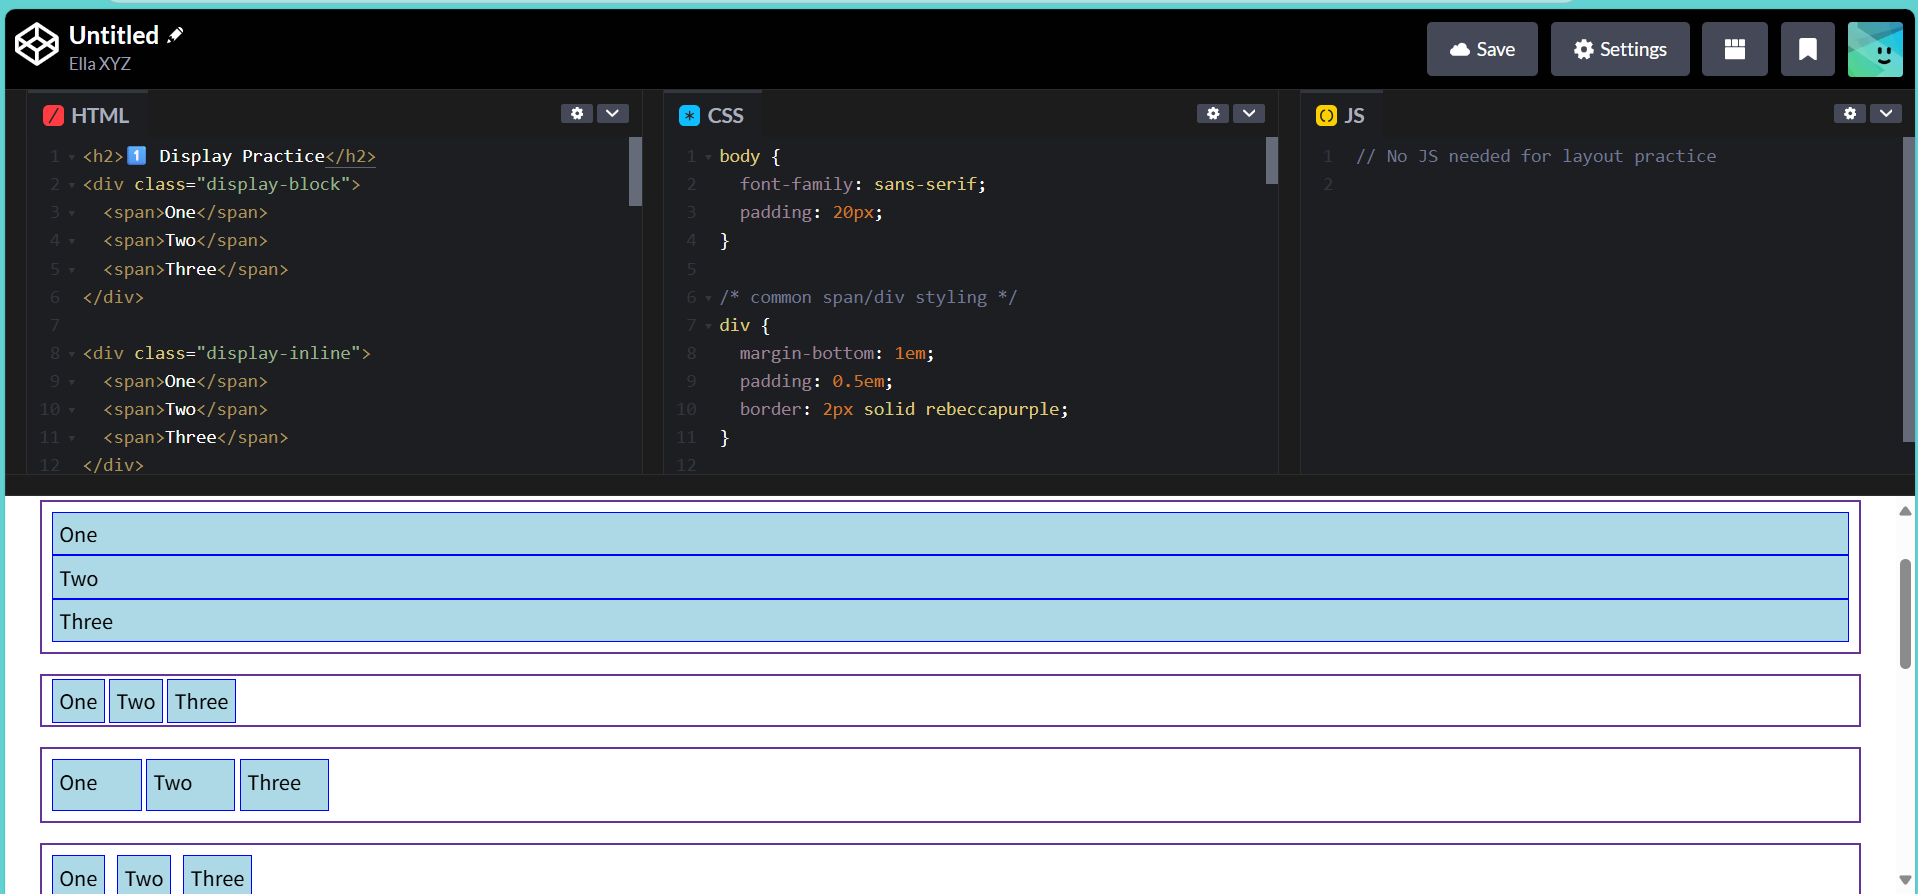 Untitled
Ella XYZ
Save
Settings
HTML
1 <h2>1️⃣ Display Practice</h2>
2 <div class="display-block">
3 <span>One</span>
4 <span>Two</span>
5 <span>Three</span>
6 </div>
7
8 <div class="display-inline">
9 <span>One</span>
10 <span>Two</span>
11 <span>Three</span>
12 </div>
CSS
1 body {
2 font-family: sans-serif;
3 padding: 20px;
4 }
5
6 /* common span/div styling */
7 div {
8 margin-bottom: 1em;
9 padding: 0.5em;
10 border: 2px solid rebeccapurple;
11 }
12
JS
1 // No JS needed for layout practice
2
One
Two
Three
One Two Three
One Two Three
One Two Three